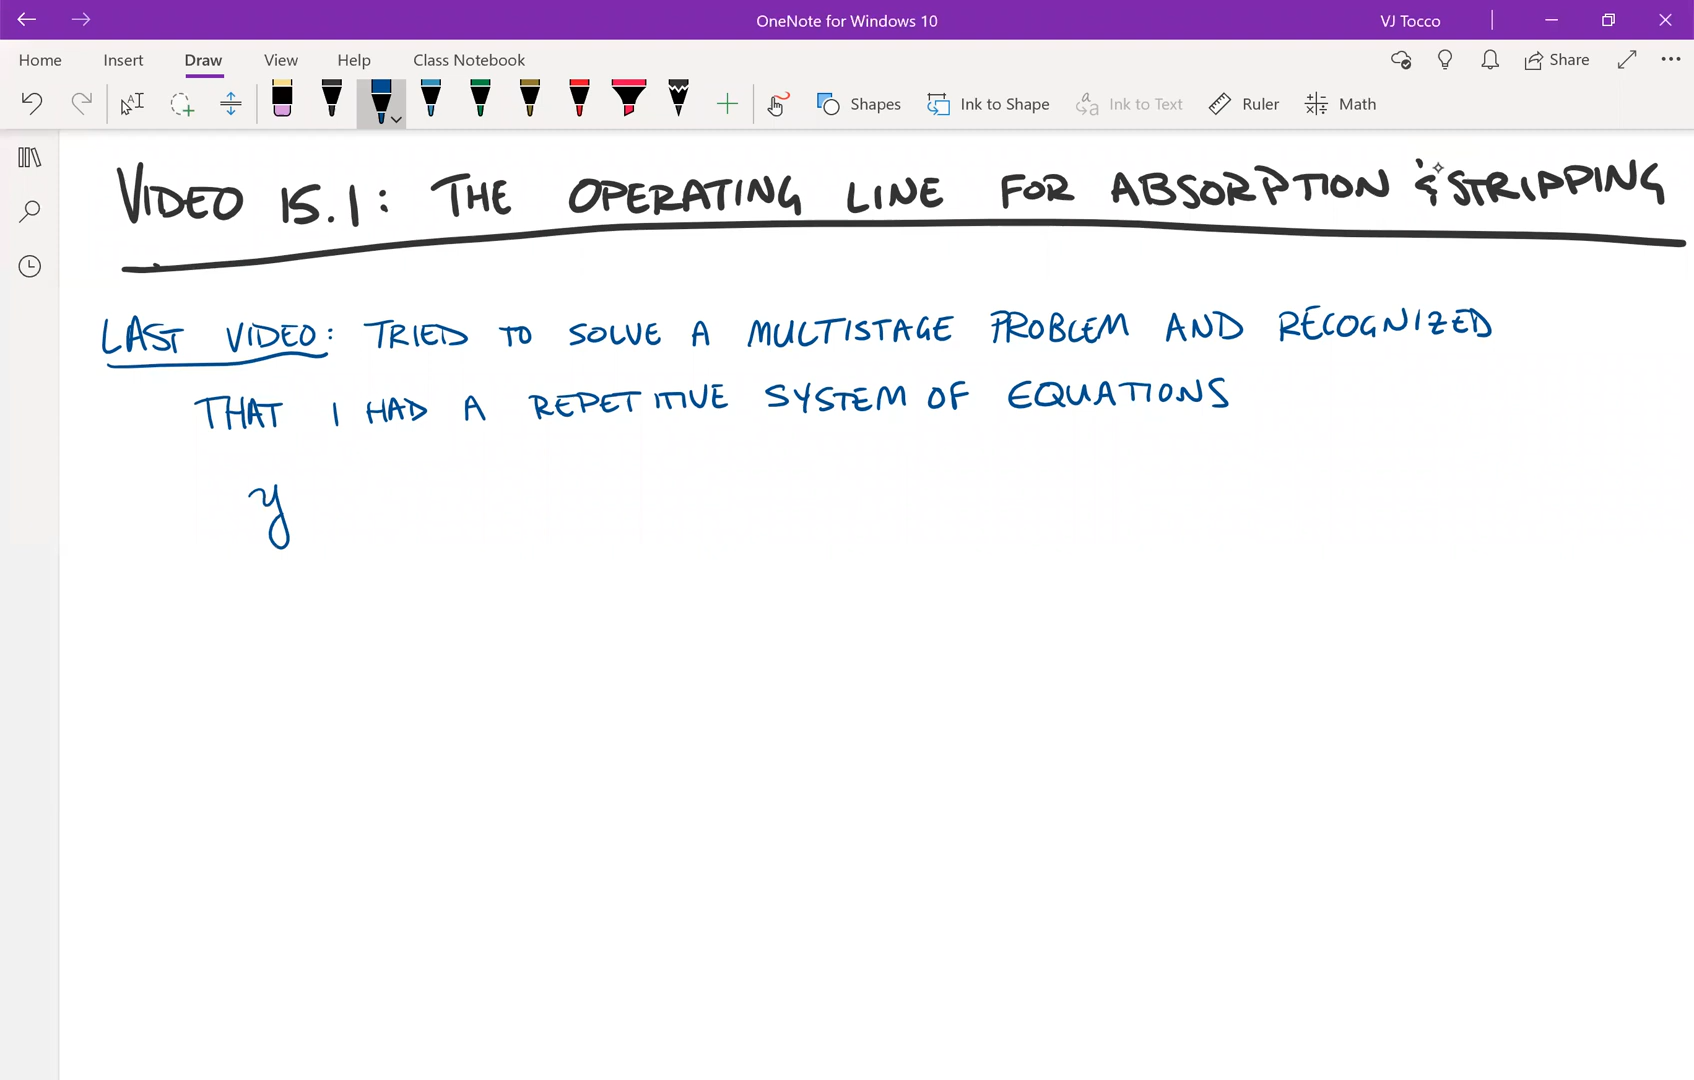 OneNote for Windows 10
VJ Tocco
Home Insert Draw View Help Class Notebook
Share
Shapes Ink to Shape Ink to Text Ruler Math
VIDEO 15.1: THE OPERATING LINE FOR ABSORPTION & STRIPPING
LAST VIDEO: TRIED TO SOLVE A MULTISTAGE PROBLEM AND RECOGNIZED
THAT I HAD A REPETITIVE SYSTEM OF EQUATIONS
y